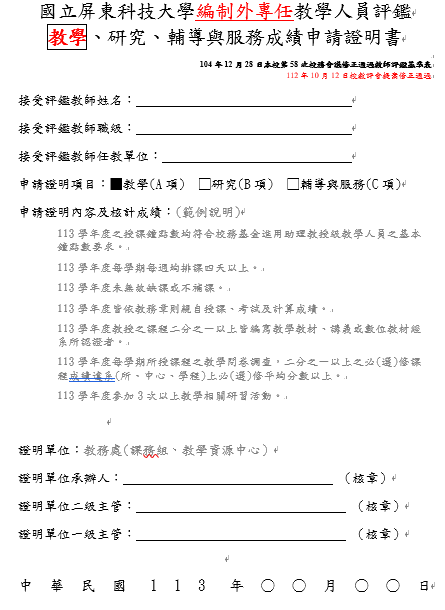 國立屏東科技大學編制外專任教學人員評鑑
教學、研究、輔導與服務成績申請證明書
104 年 12 月 28 日本校第 58 次校務會議修正通過教師評鑑基準表
112 年 10 月 12 日校教評會提案修正通過
接受評鑑教師姓名：
接受評鑑教師職級：
接受評鑑教師任教單位：
申請證明項目：■教學(A 項) □研究(B 項) □輔導與服務(C 項)
申請證明內容及核計成績：(範例說明)
113 學年度之授課鐘點數均符合校務基金進用助理教授級教學人員之基本
鐘點數要求。
113 學年度每學期每週均排課四天以上。
113 學年度未無故缺課或不補課。
113 學年度皆依教務章則親自授課、考試及計算成績。
113 學年度教授之課程二分之一以上皆編寫教學教材、講義或數位教材經
系所認證者。
113 學年度每學期所授課程之教學問卷調查，二分之一以上之必(選)修課
程成績達系(所、中心、學程)上必(選)修平均分數以上。
113 學年度參加 3 次以上教學相關研習活動。
證明單位：教務處(課務組、教學資源中心)
證明單位承辦人： （核章）
證明單位二級主管： （核章）
證明單位一級主管： （核章）
中 華 民 國 1 1 3 年 ○ ○ 月 ○ ○ 日